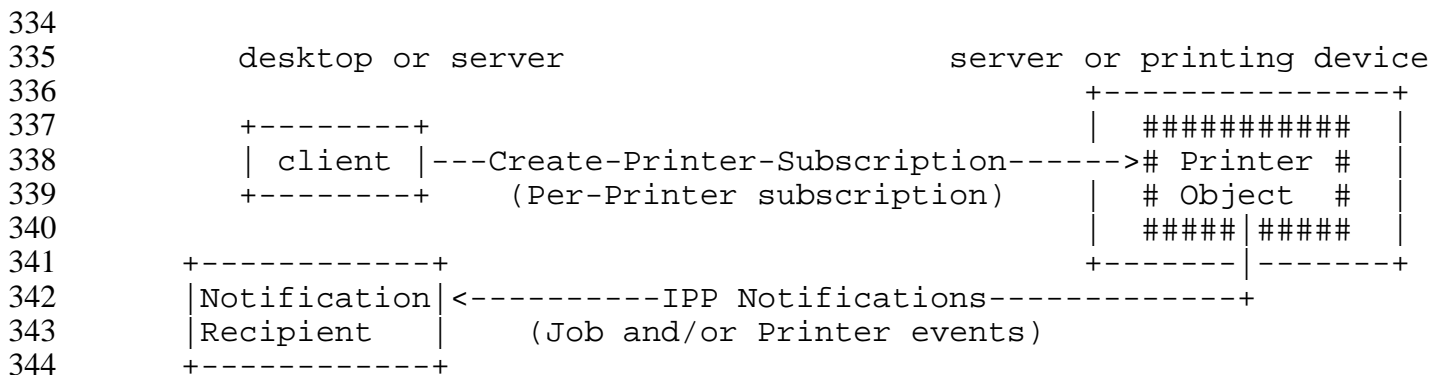 334
335 desktop or server server or printing device
336 +---------------+
337 +--------+ | ########### |
338 | client |---Create-Printer-Subscription------># Printer # |
339 +--------+ (Per-Printer subscription) | # Object # |
340 | #####|##### |
341 +------------+ +-------|-------+
342 |Notification|<----------IPP Notifications-------------+
343 |Recipient | (Job and/or Printer events)
344 +------------+